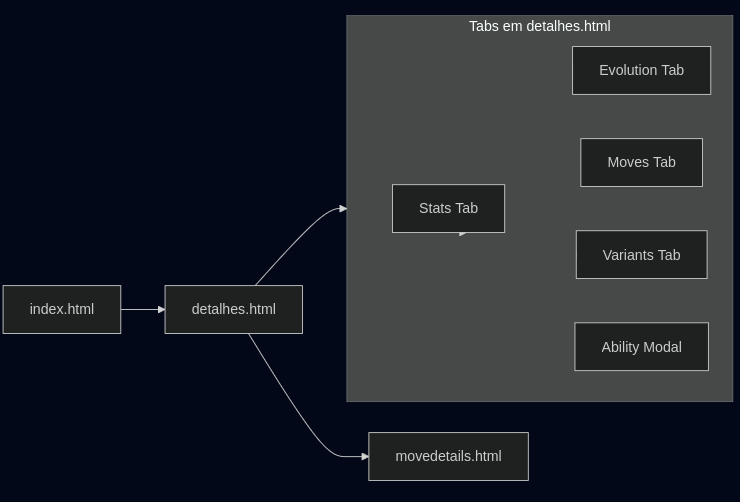 Tabs em detalhes.html
Evolution Tab
Moves Tab
Stats Tab
Variants Tab
index.html
detalhes.html
Ability Modal
movedetails.html